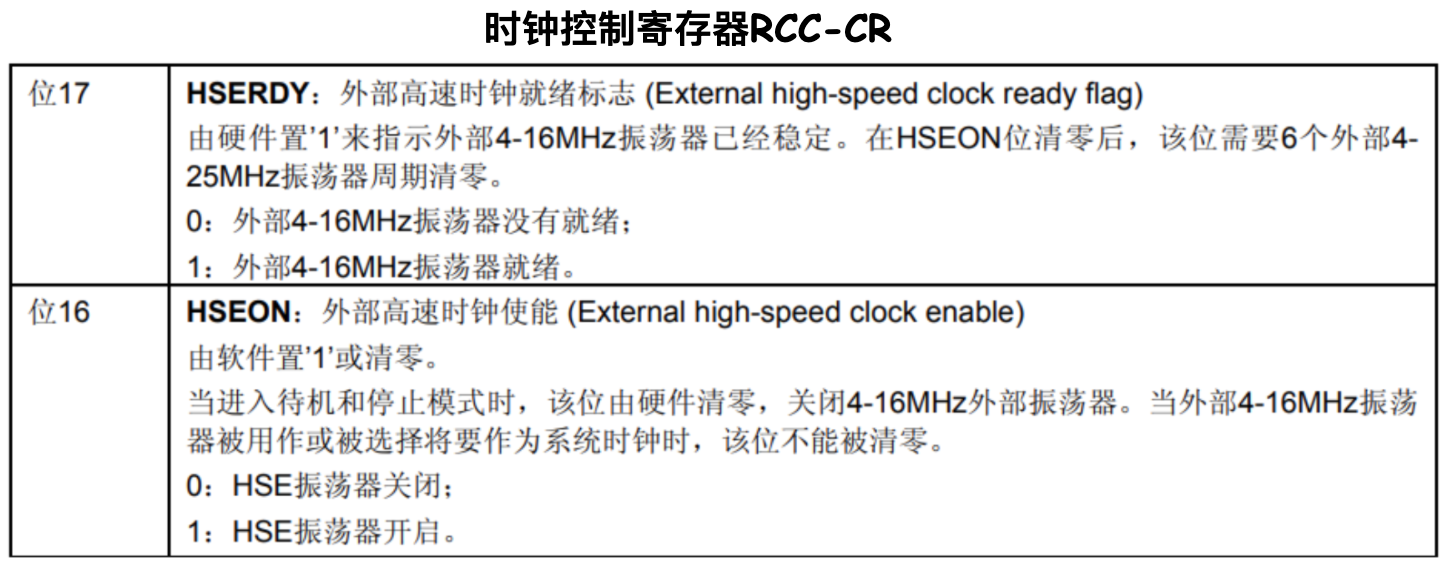 时钟控制寄存器RCC-CR
位17
HSERDY：外部高速时钟就绪标志 (External high-speed clock ready flag)
由硬件置'1'来指示外部4-16MHz振荡器已经稳定。在HSEON位清零后，该位需要6个外部4-
25MHz振荡器周期清零。
0：外部4-16MHz振荡器没有就绪；
1：外部4-16MHz振荡器就绪。
位16
HSEON：外部高速时钟使能 (External high-speed clock enable)
由软件置'1'或清零。
当进入待机和停止模式时，该位由硬件清零，关闭4-16MHz外部振荡器。当外部4-16MHz振荡
器被用作或被选择将要作为系统时钟时，该位不能被清零。
0：HSE振荡器关闭；
1：HSE振荡器开启。